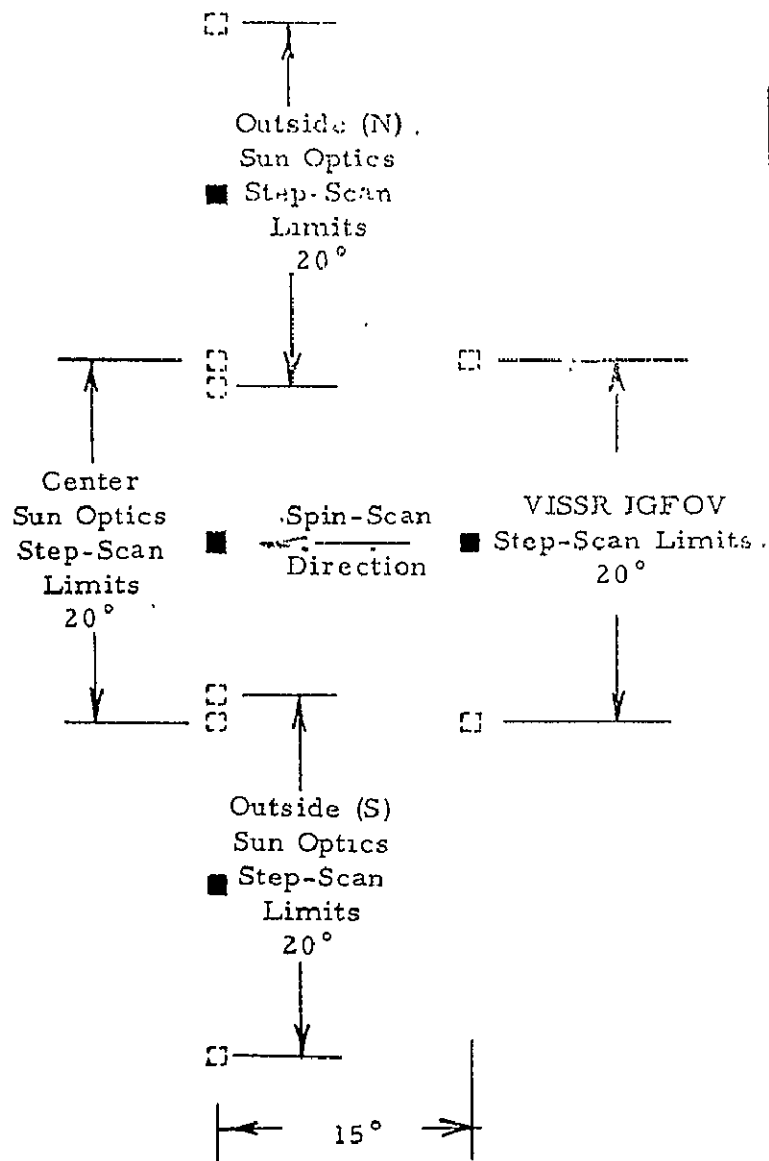 Outside (N)
Sun Optics
Step-Scan
Limits
20°
Center
Sun Optics
Step-Scan
Limits
20°
Spin-Scan
Direction
VISSR IGFOV
Step-Scan Limits
20°
Outside (S)
Sun Optics
Step-Scan
Limits
20°
15°